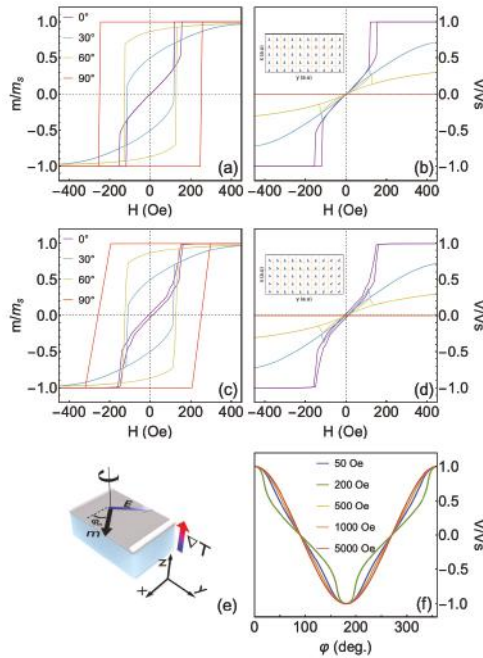 0°
30°
60°
90°
m/ms
1.0
0.5
0.0
-0.5
-1.0
-400 -200 0 200 400
H (Oe)
(a)
V/Vs
1.0
0.5
0.0
-0.5
-1.0
-400 -200 0 200 400
H (Oe)
(b)
0°
30°
60°
90°
m/ms
1.0
0.5
0.0
-0.5
-1.0
-400 -200 0 200 400
H (Oe)
(c)
V/Vs
1.0
0.5
0.0
-0.5
-1.0
-400 -200 0 200 400
H (Oe)
(d)
m
E
∇T
Z
X
Y
(e)
50 Oe
200 Oe
500 Oe
1000 Oe
5000 Oe
V/Vs
1.0
0.5
0.0
-0.5
-1.0
0 100 200 300
φ (deg.)
(f)